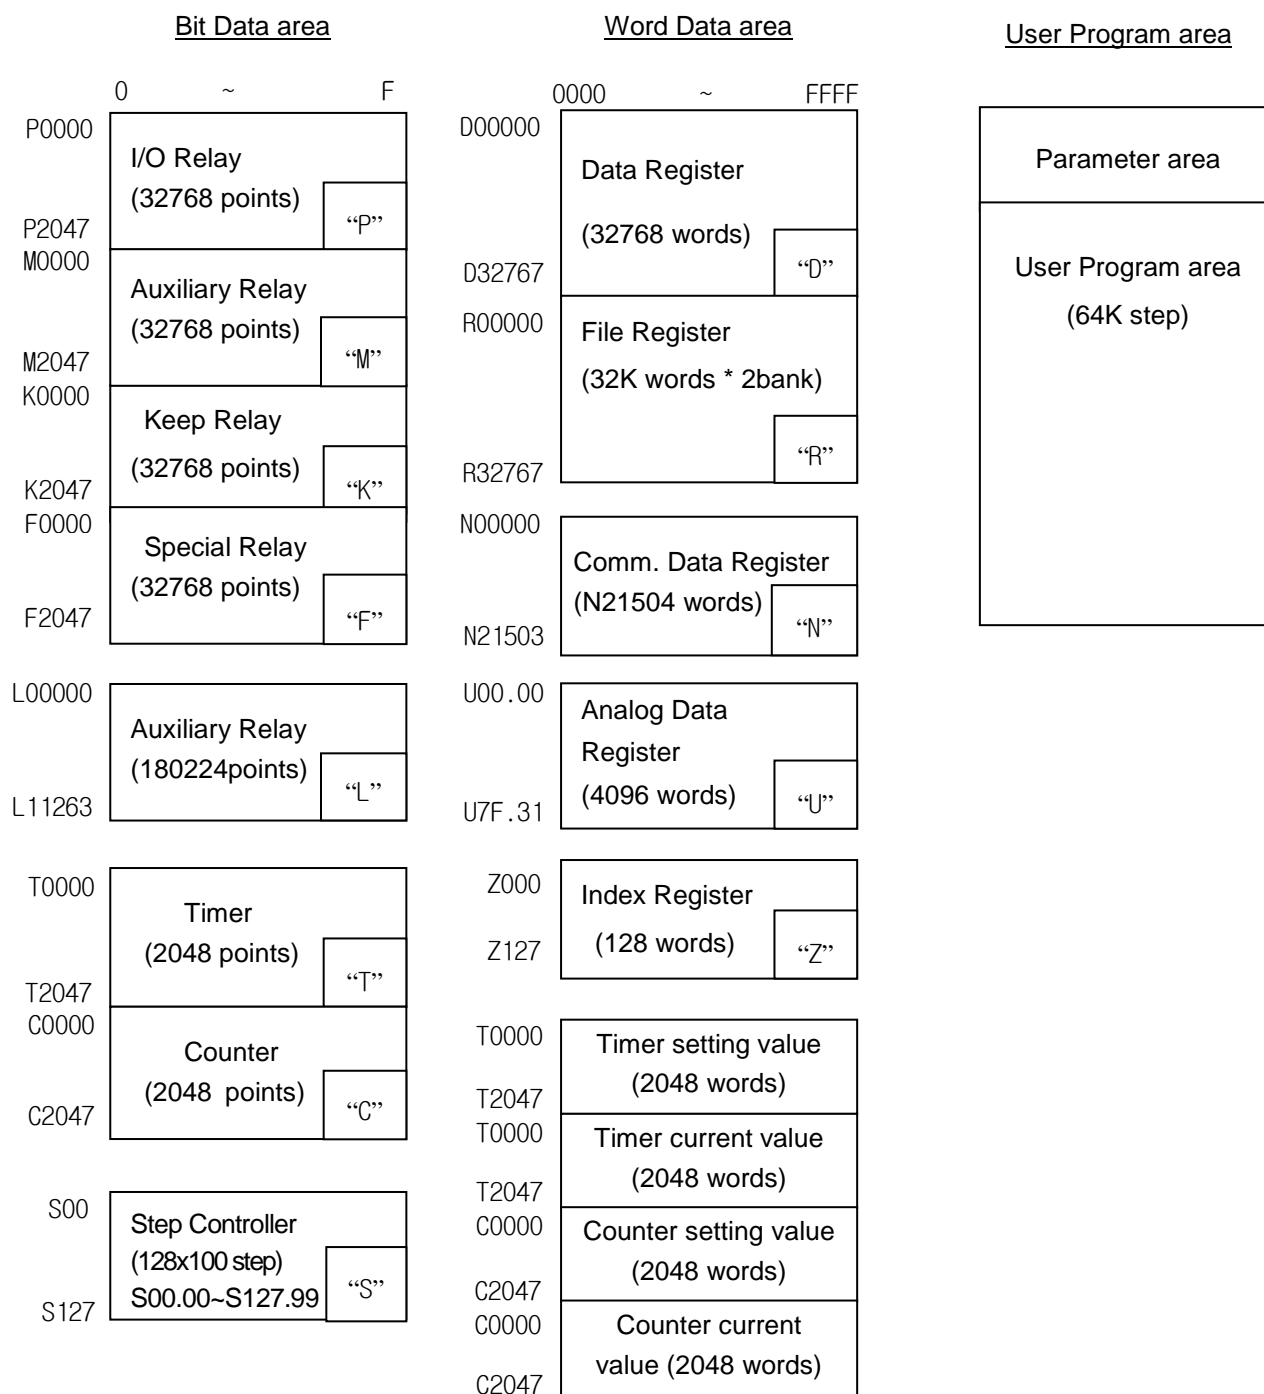 Bit Data area
0 ~ F
P0000
I/O Relay
(32768 points)
“P”
P2047
M0000
Auxiliary Relay
(32768 points)
“M”
M2047
K0000
Keep Relay
(32768 points)
“K”
K2047
F0000
Special Relay
(32768 points)
“F”
F2047
L00000
Auxiliary Relay
(180224points)
“L”
L11263
T0000
Timer
(2048 points)
“T”
T2047
C0000
Counter
(2048 points)
“C”
C2047
S00
Step Controller
(128x100 step)
S00.00~S127.99
“S”
S127
Word Data area
0000 ~ FFFF
D00000
Data Register
(32768 words)
“D”
D32767
R00000
File Register
(32K words * 2bank)
“R”
R32767
N00000
Comm. Data Register
(N21504 words)
“N”
N21503
U00.00
Analog Data
Register
(4096 words)
“U”
U7F.31
Z000
Index Register
(128 words)
“Z”
Z127
T0000
Timer setting value
(2048 words)
T2047
T0000
Timer current value
(2048 words)
T2047
C0000
Counter setting value
(2048 words)
C2047
C0000
Counter current
value (2048 words)
C2047
User Program area
Parameter area
User Program area
(64K step)